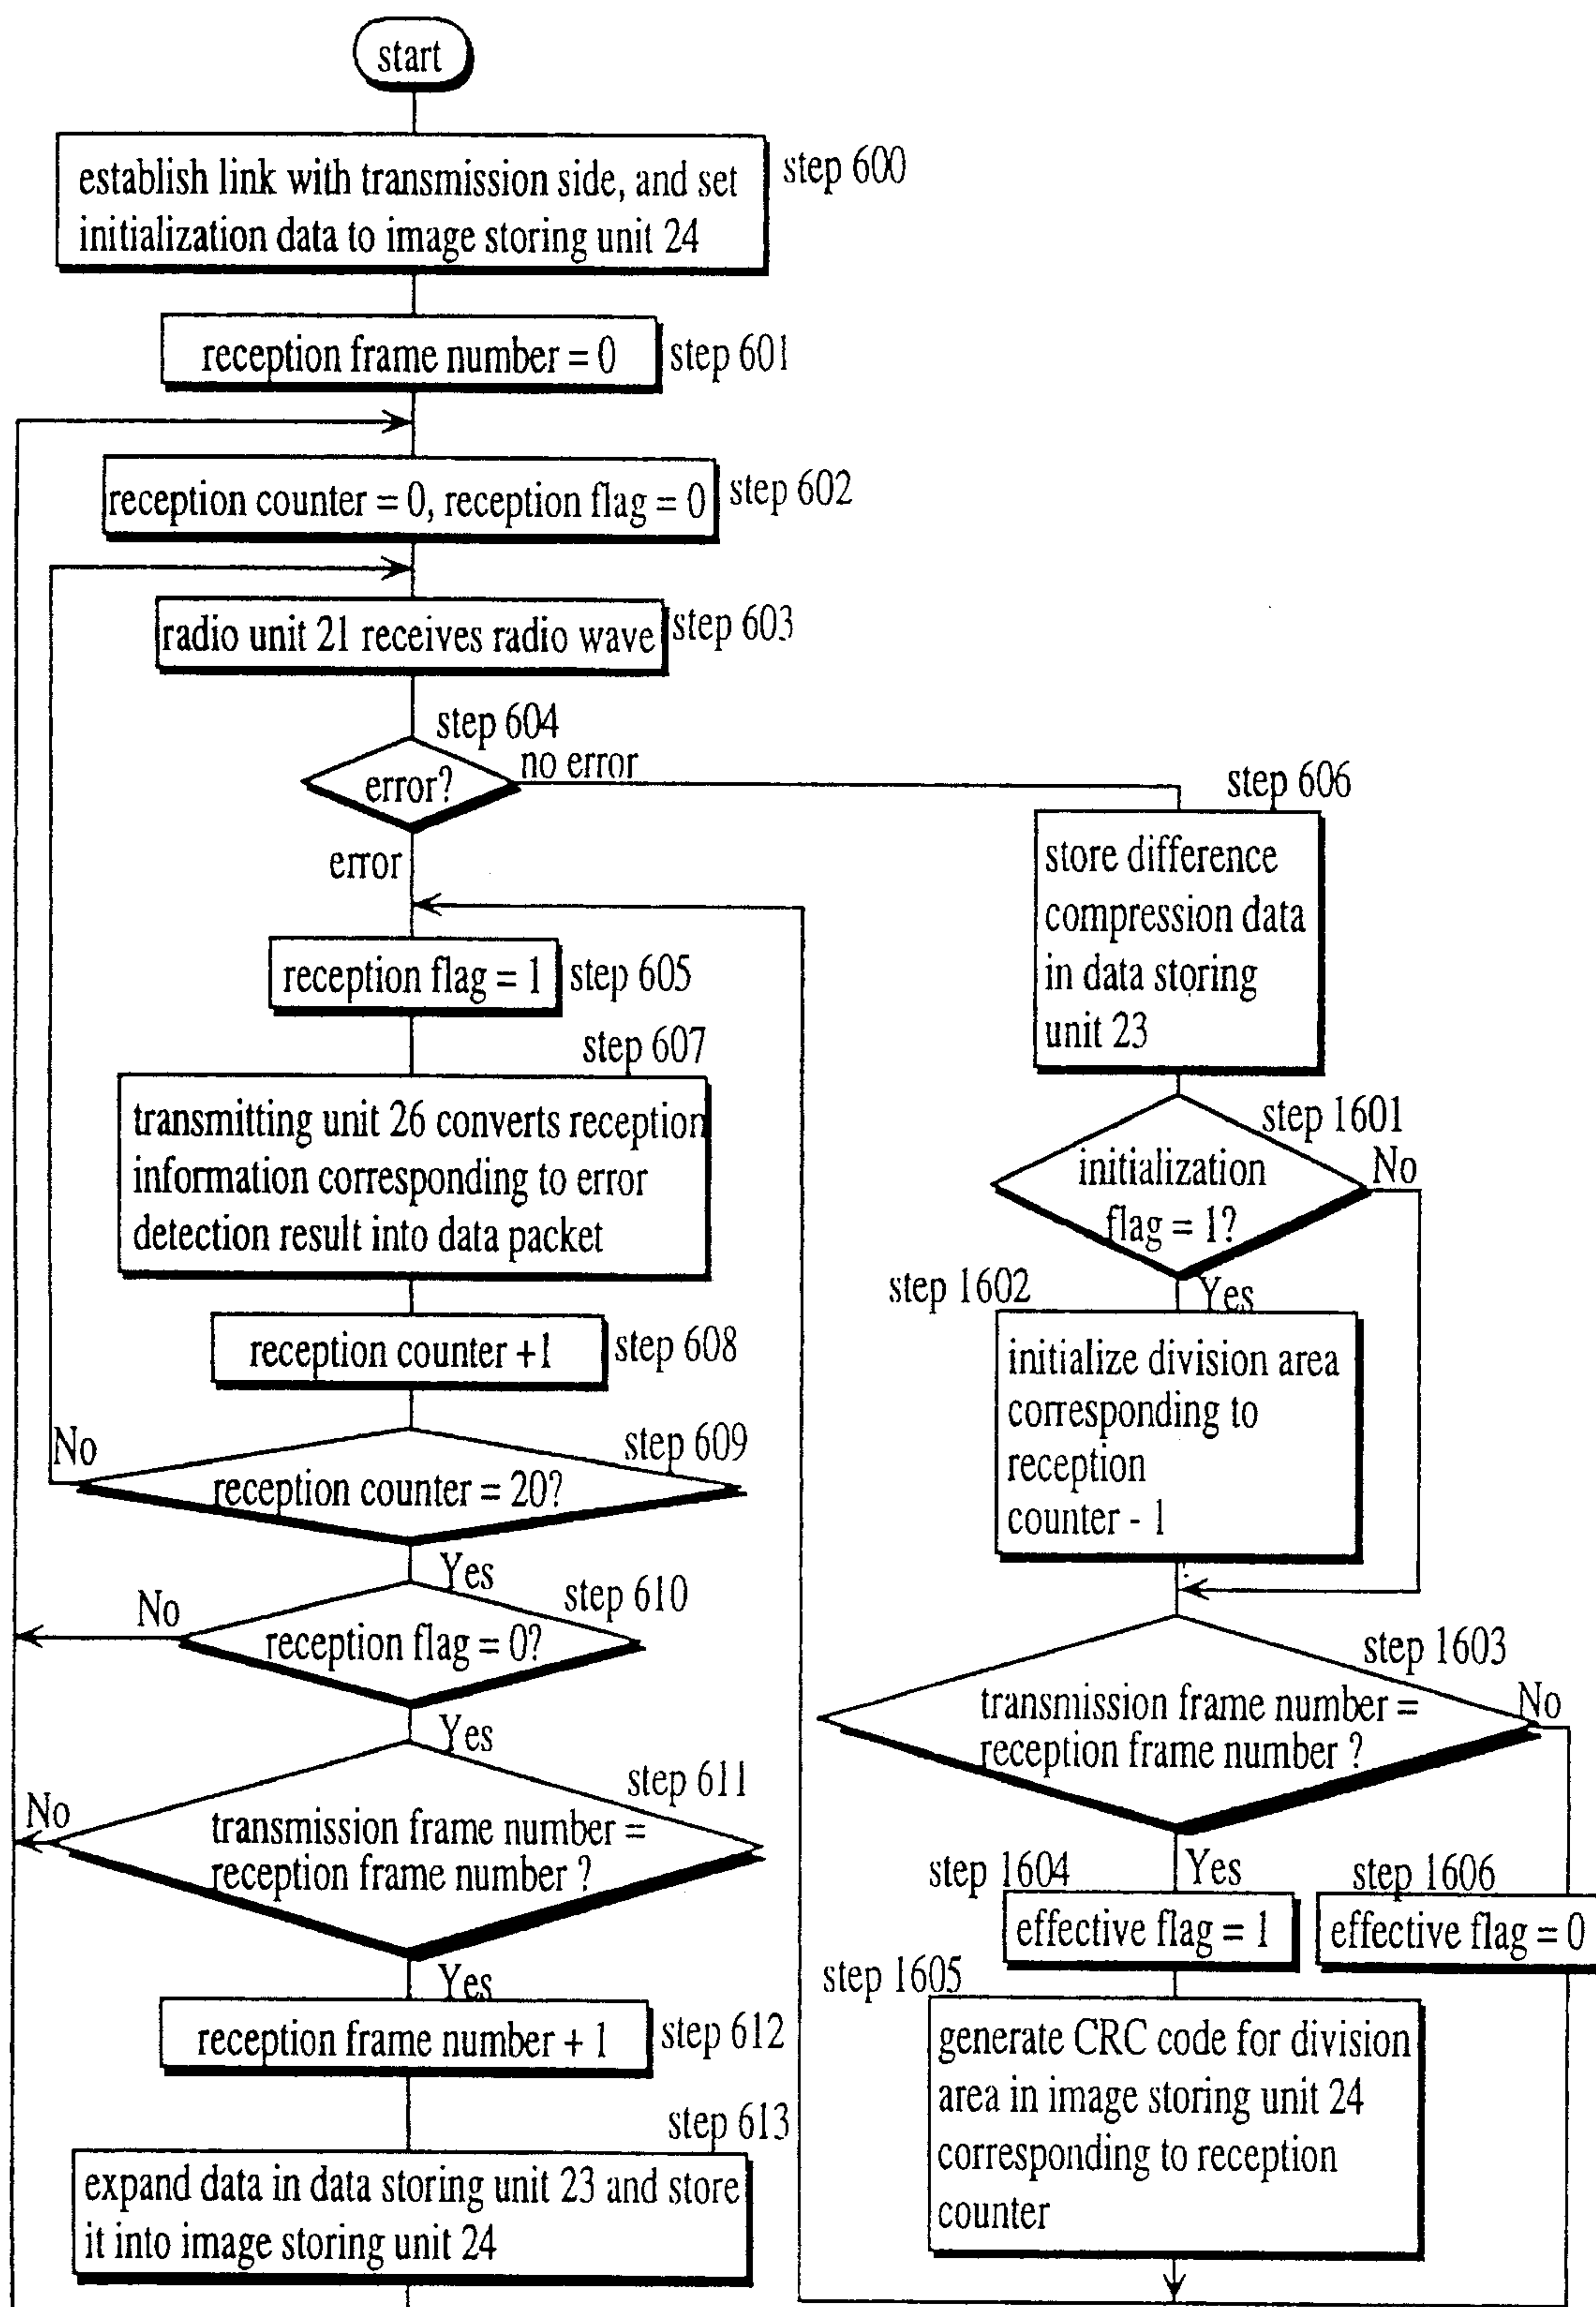 start
establish link with transmission side, and set
initialization data to image storing unit 24
step 600
reception frame number = 0
step 601
reception counter = 0, reception flag = 0
step 602
radio unit 21 receives radio wave
step 603
step 604
error?
no error
error
step 606
store difference
compression data
in data storing
unit 23
reception flag = 1
step 605
step 607
transmitting unit 26 converts reception
information corresponding to error
detection result into data packet
step 1601
initialization
flag = 1?
No
Yes
step 1602
initialize division area
corresponding to
reception
counter - 1
reception counter +1
step 608
step 609
reception counter = 20?
No
Yes
step 610
reception flag = 0?
No
Yes
step 611
transmission frame number =
reception frame number ?
No
Yes
step 1603
transmission frame number =
reception frame number ?
No
Yes
step 1604
effective flag = 1
step 1606
effective flag = 0
step 1605
generate CRC code for division
area in image storing unit 24
corresponding to reception
counter
reception frame number + 1
step 612
step 613
expand data in data storing unit 23 and store
it into image storing unit 24